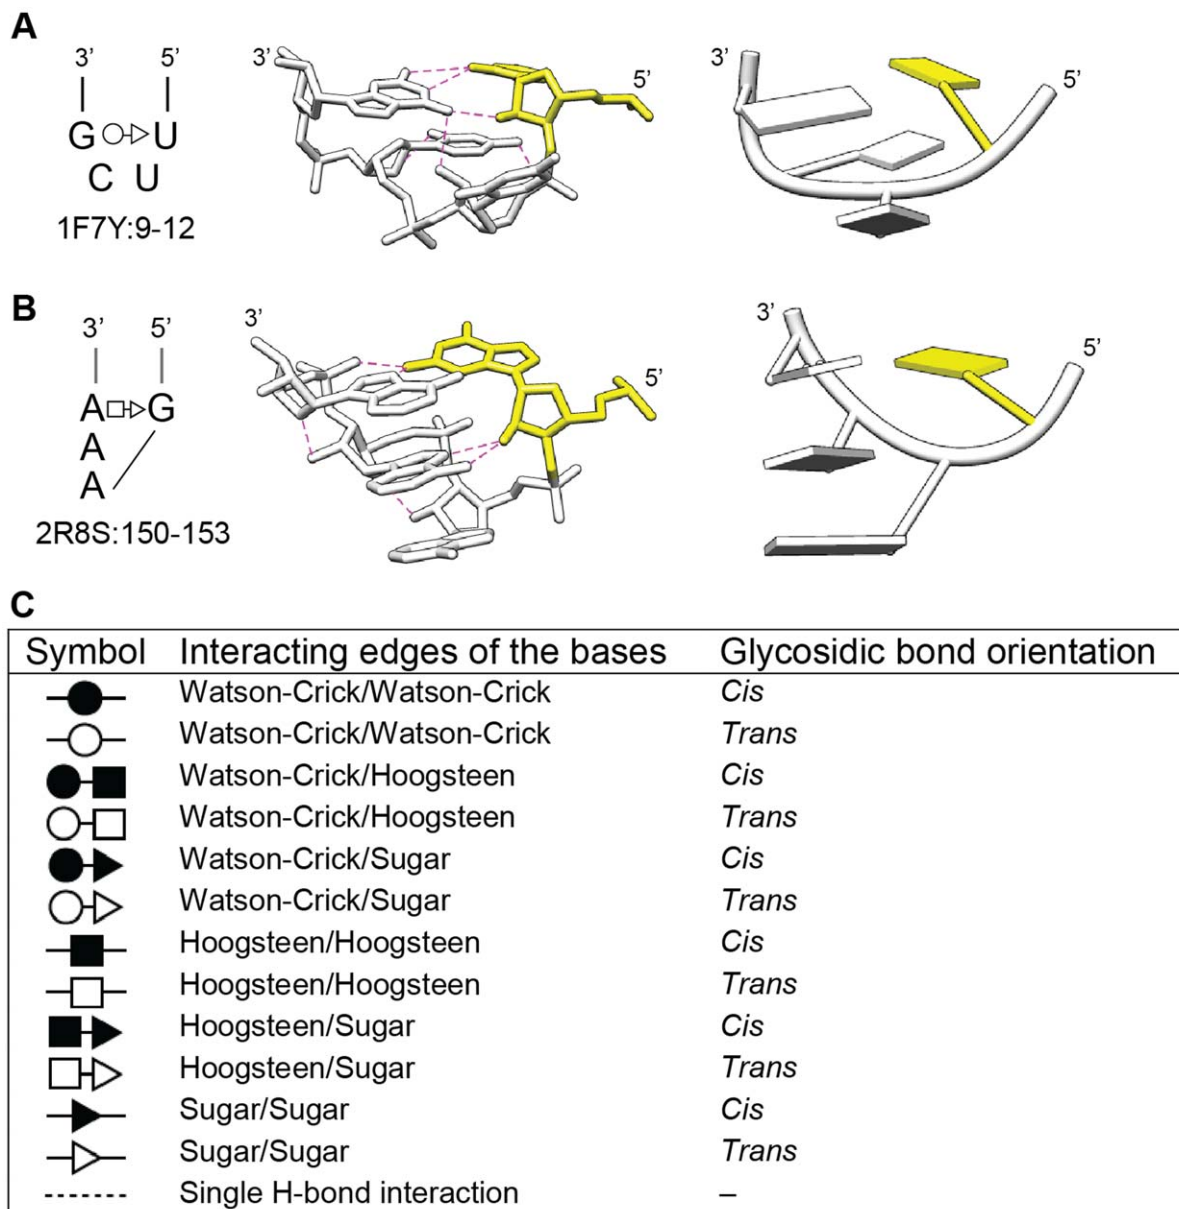 A
3’ 5’
G U
C U
1F7Y:9-12
3’
5’
3’
5’
B
3’ 5’
A G
A
A
2R8S:150-153
3’
5’
3’
5’
C
Symbol Interacting edges of the bases Glycosidic bond orientation
Watson-Crick/Watson-Crick Cis
Watson-Crick/Watson-Crick Trans
Watson-Crick/Hoogsteen Cis
Watson-Crick/Hoogsteen Trans
Watson-Crick/Sugar Cis
Watson-Crick/Sugar Trans
Hoogsteen/Hoogsteen Cis
Hoogsteen/Hoogsteen Trans
Hoogsteen/Sugar Cis
Hoogsteen/Sugar Trans
Sugar/Sugar Cis
Sugar/Sugar Trans
Single H-bond interaction –